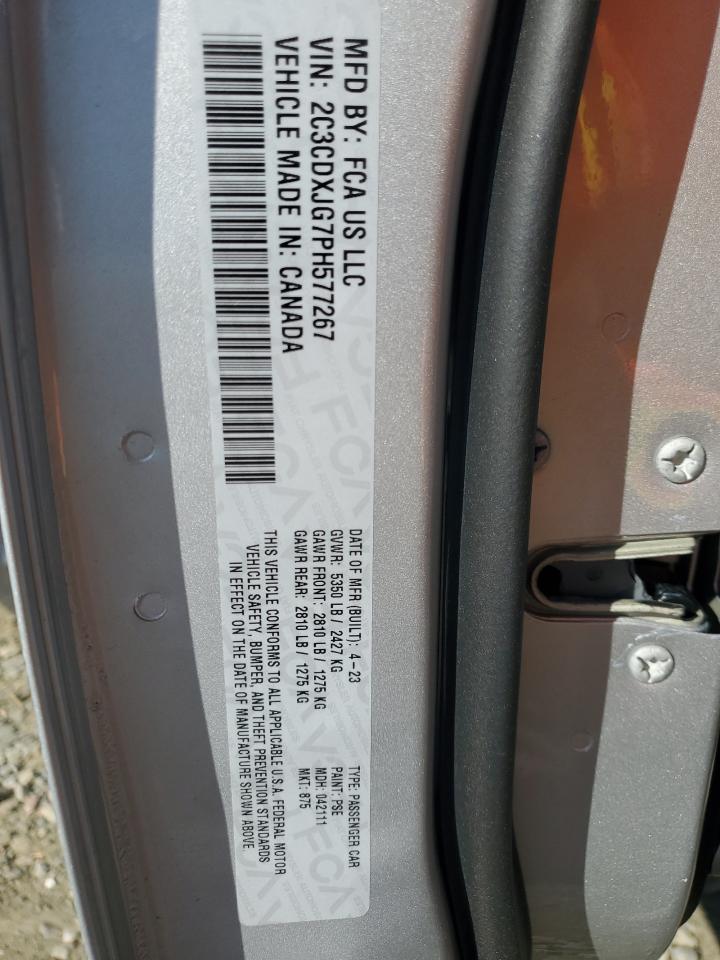 MFD BY: FCA US LLC
VIN: 2C3CDXJG7PH577267
VEHICLE MADE IN: CANADA
DATE OF MFR (BUILT): 4-23
GVWR: 5350 LB / 2427 KG
GAWR FRONT: 2810 LB / 1275 KG
GAWR REAR: 2810 LB / 1275 KG
TYPE: PASSENGER CAR
PAINT: PSE
MDH: 042111
MKT: 875
THIS VEHICLE CONFORMS TO ALL APPLICABLE U.S.A. FEDERAL MOTOR
VEHICLE SAFETY, BUMPER, AND THEFT PREVENTION STANDARDS
IN EFFECT ON THE DATE OF MANUFACTURE SHOWN ABOVE